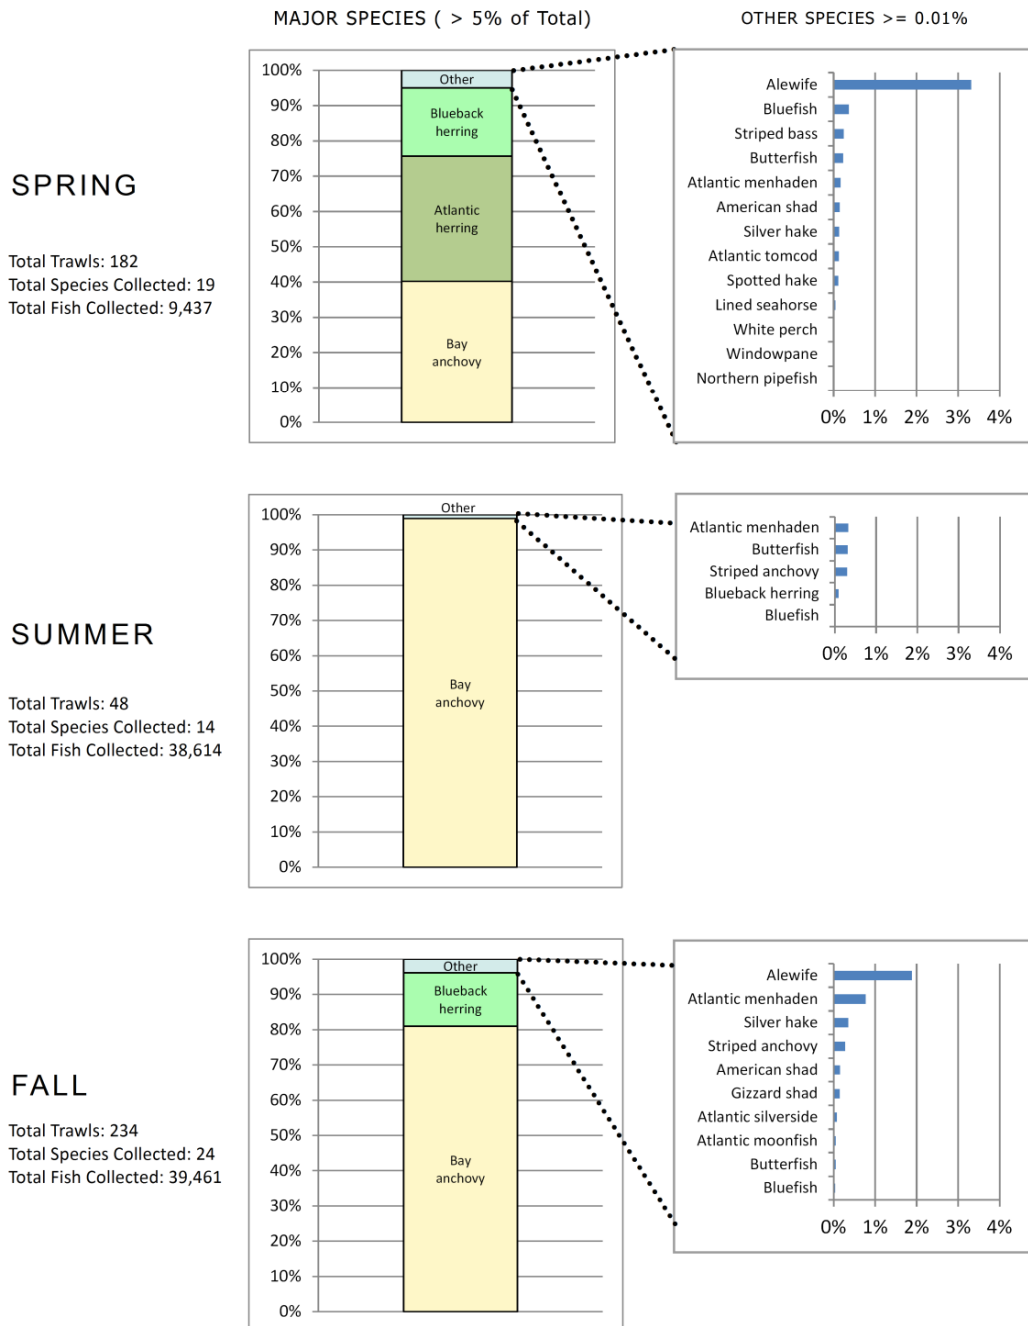 MAJOR SPECIES ( > 5% of Total)
OTHER SPECIES >= 0.01%
SPRING
Total Trawls: 182
Total Species Collected: 19
Total Fish Collected: 9,437
100%
90%
80%
70%
60%
50%
40%
30%
20%
10%
0%
Other
Blueback
herring
Atlantic
herring
Bay
anchovy
Alewife
Bluefish
Striped bass
Butterfish
Atlantic menhaden
American shad
Silver hake
Atlantic tomcod
Spotted hake
Lined seahorse
White perch
Windowpane
Northern pipefish
0% 1% 2% 3% 4%
SUMMER
Total Trawls: 48
Total Species Collected: 14
Total Fish Collected: 38,614
100%
90%
80%
70%
60%
50%
40%
30%
20%
10%
0%
Other
Bay
anchovy
Atlantic menhaden
Butterfish
Striped anchovy
Blueback herring
Bluefish
0% 1% 2% 3% 4%
FALL
Total Trawls: 234
Total Species Collected: 24
Total Fish Collected: 39,461
100%
90%
80%
70%
60%
50%
40%
30%
20%
10%
0%
Other
Blueback
herring
Bay
anchovy
Alewife
Atlantic menhaden
Silver hake
Striped anchovy
American shad
Gizzard shad
Atlantic silverside
Atlantic moonfish
Butterfish
Bluefish
0% 1% 2% 3% 4%